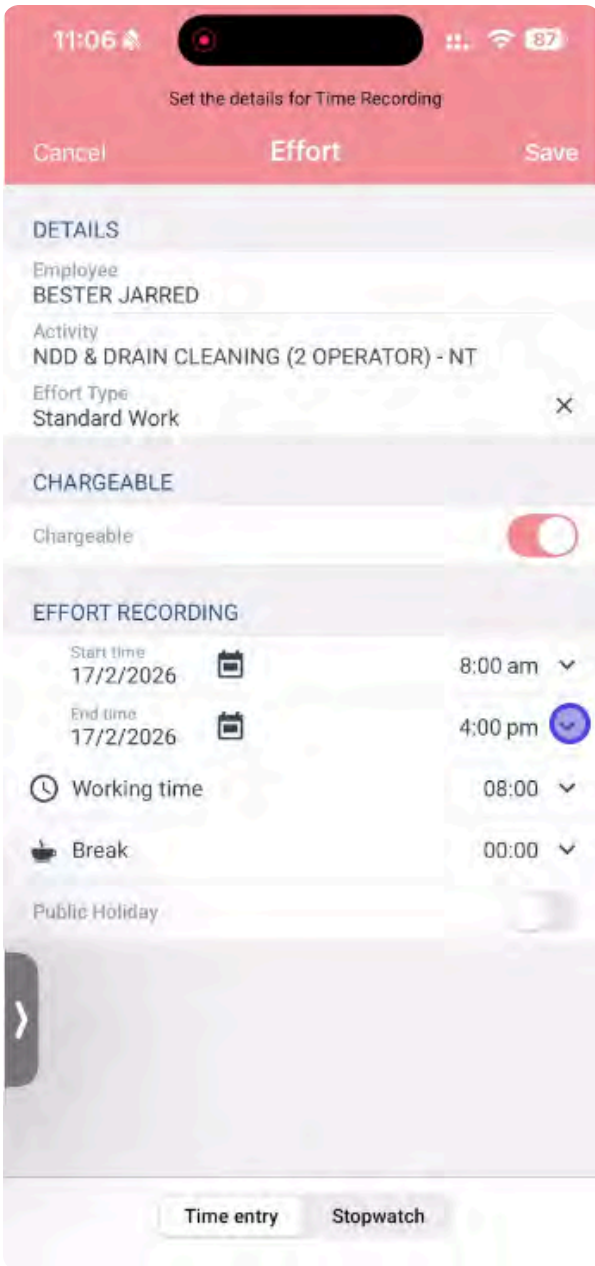 11:06
87
Set the details for Time Recording
Cancel Effort Save
DETAILS
Employee
BESTER JARRED
Activity
NDD & DRAIN CLEANING (2 OPERATOR) - NT
Effort Type
Standard Work
CHARGEABLE
Chargeable
EFFORT RECORDING
Start time
17/2/2026 8:00 am
End time
17/2/2026 4:00 pm
Working time 08:00
Break 00:00
Public Holiday
Time entry Stopwatch